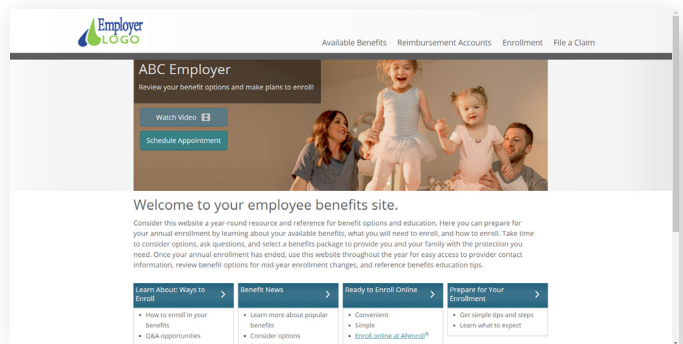 Employer
LOGO
Available Benefits Reimbursement Accounts Enrollment File a Claim
ABC Employer
Review your benefit options and make plans to enroll!
Watch Video
Schedule Appointment
Welcome to your employee benefits site.
Consider this website a year-round resource and reference for benefit options and education. Here you can prepare for
your annual enrollment by learning about your available benefits, what you will need to enroll, and how to enroll. Take time
to consider options, ask questions, and select a benefits package to provide you and your family with the protection you
need. Once your annual enrollment has ended, use this website throughout the year for easy access to provider contact
information, review benefit options for mid-year enrollment changes, and reference benefits education tips.
Learn About: Ways to
Enroll
• How to enroll in your
benefits
• Q&A opportunities
Benefit News
• Learn more about popular
benefits
• Consider options
Ready to Enroll Online
• Convenient
• Simple
• Enroll online at AFenroll®
Prepare for Your
Enrollment
• Get simple tips and steps
• Learn what to expect